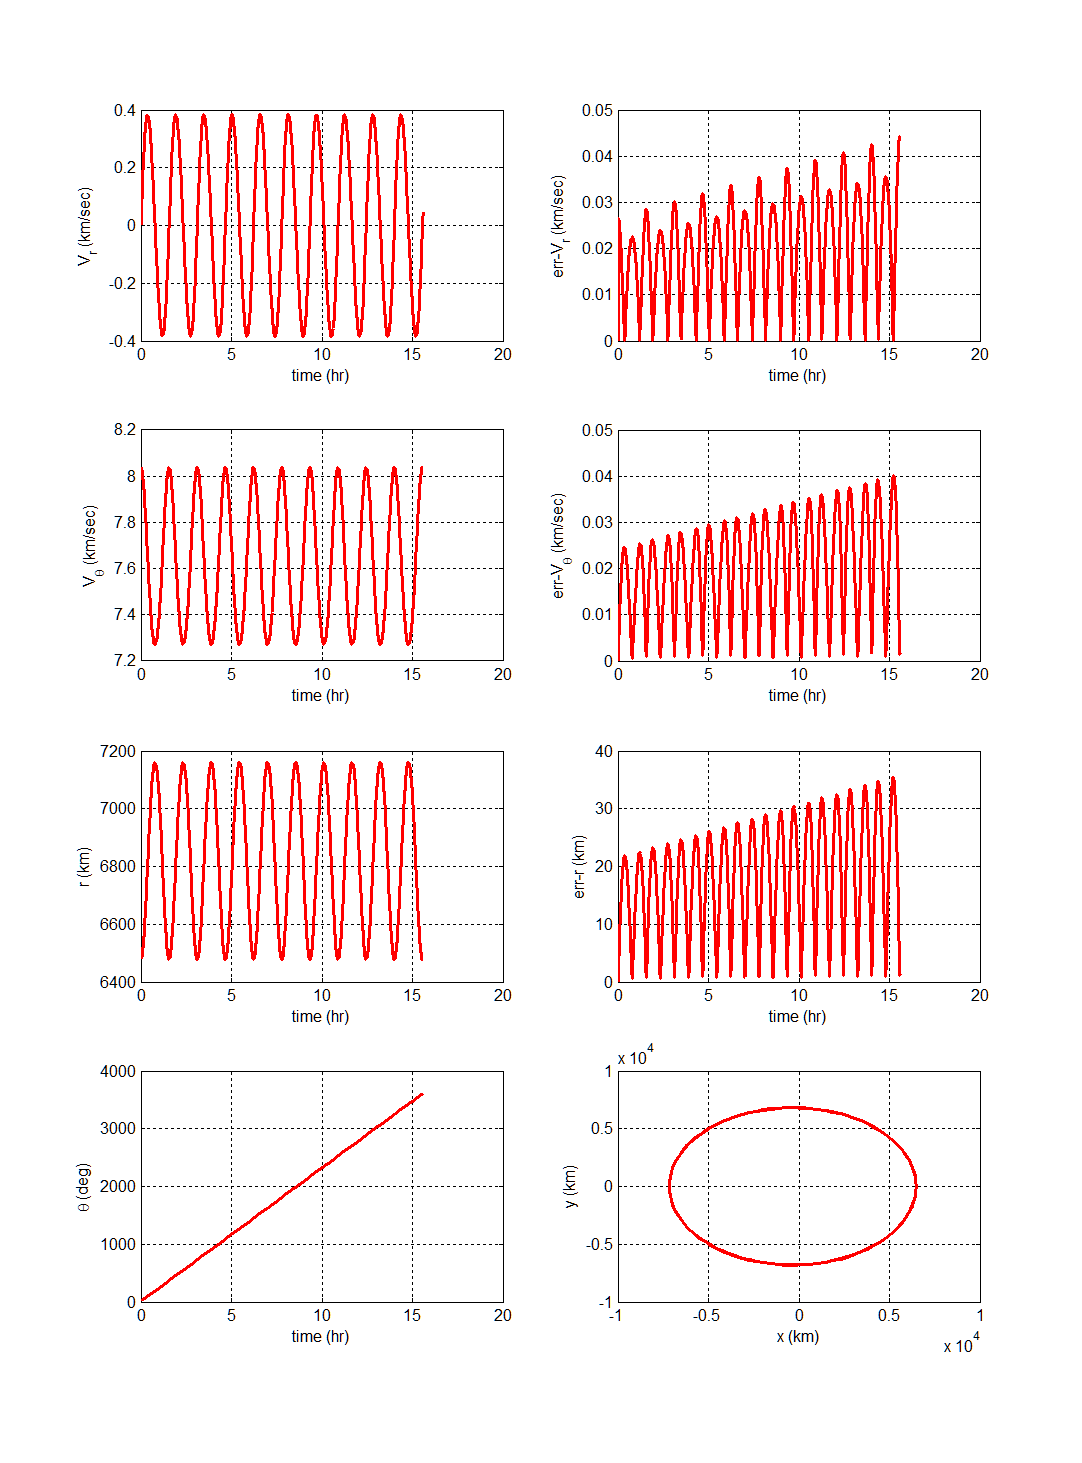 0.4
0.2
0
-0.2
-0.4
V_r (km/sec)
0 5 10 15 20
time (hr)
0.05
0.04
0.03
0.02
0.01
0
err-V_r (km/sec)
0 5 10 15 20
time (hr)
8.2
8
7.8
7.6
7.4
7.2
V_θ (km/sec)
0 5 10 15 20
time (hr)
0.05
0.04
0.03
0.02
0.01
0
err-V_θ (km/sec)
0 5 10 15 20
time (hr)
7200
7000
6800
6600
6400
r (km)
0 5 10 15 20
time (hr)
40
30
20
10
0
err-r (km)
0 5 10 15 20
time (hr)
4000
3000
2000
1000
0
θ (deg)
0 5 10 15 20
time (hr)
x 10^4
1
0.5
0
-0.5
-1
y (km)
-1 -0.5 0 0.5 1
x (km)
x 10^4